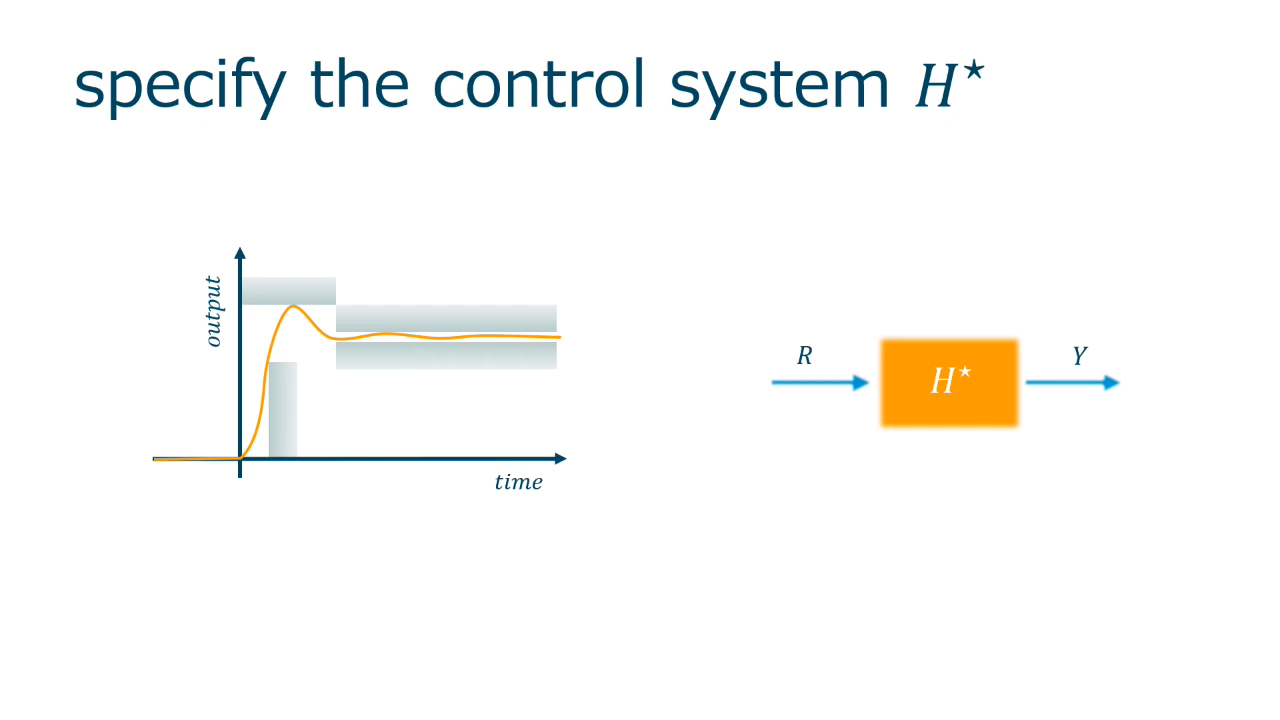 specify the control system H⋆
output
time
R
H⋆
Y